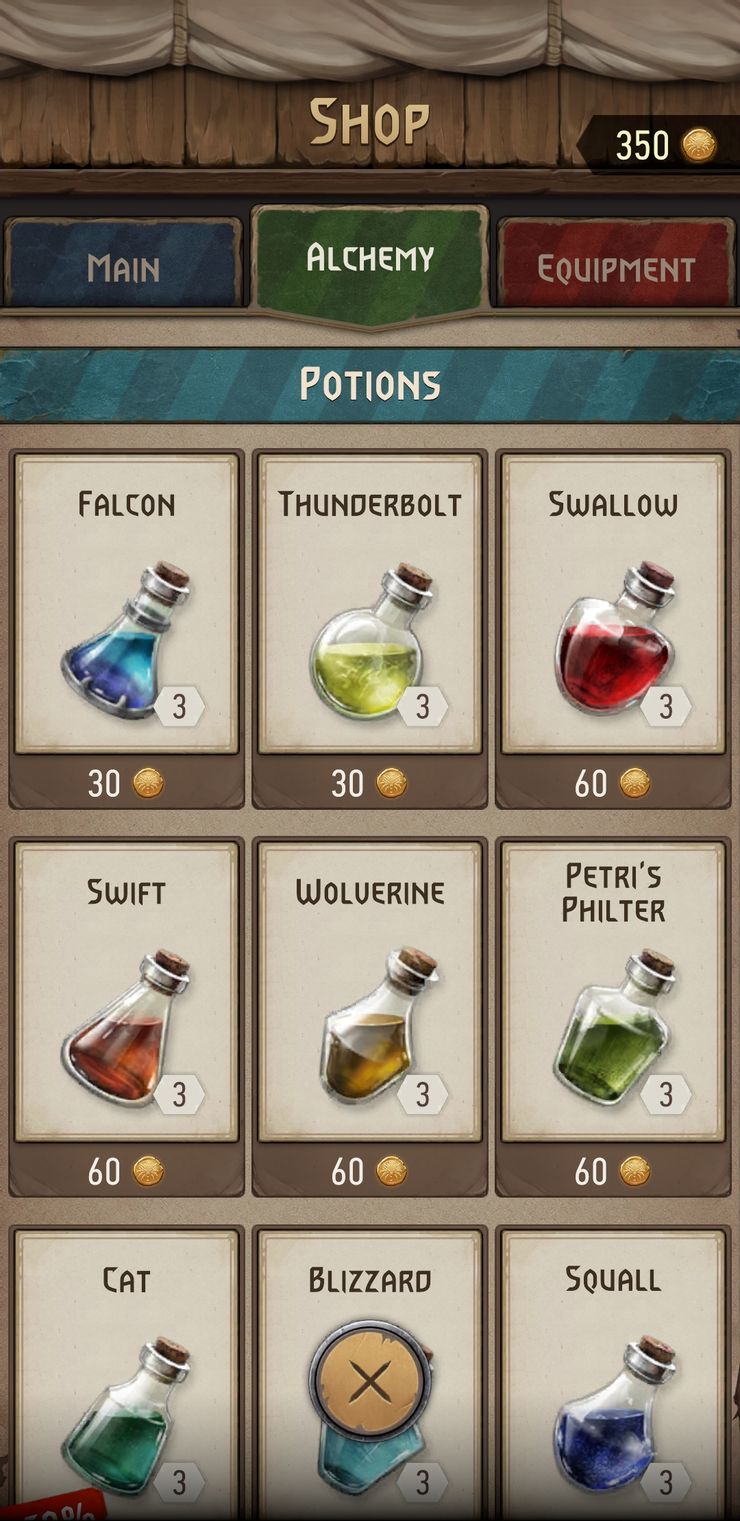 SHOP
350
MAIN
ALCHEMY
EQUIPMENT
POTIONS
FALCON
THUNDERBOLT
SWALLOW
3
3
3
30
30
60
SWIFT
WOLVERINE
PETRI'S
PHILTER
3
3
3
60
60
60
CAT
BLIZZARD
SQUALL
3
3
3